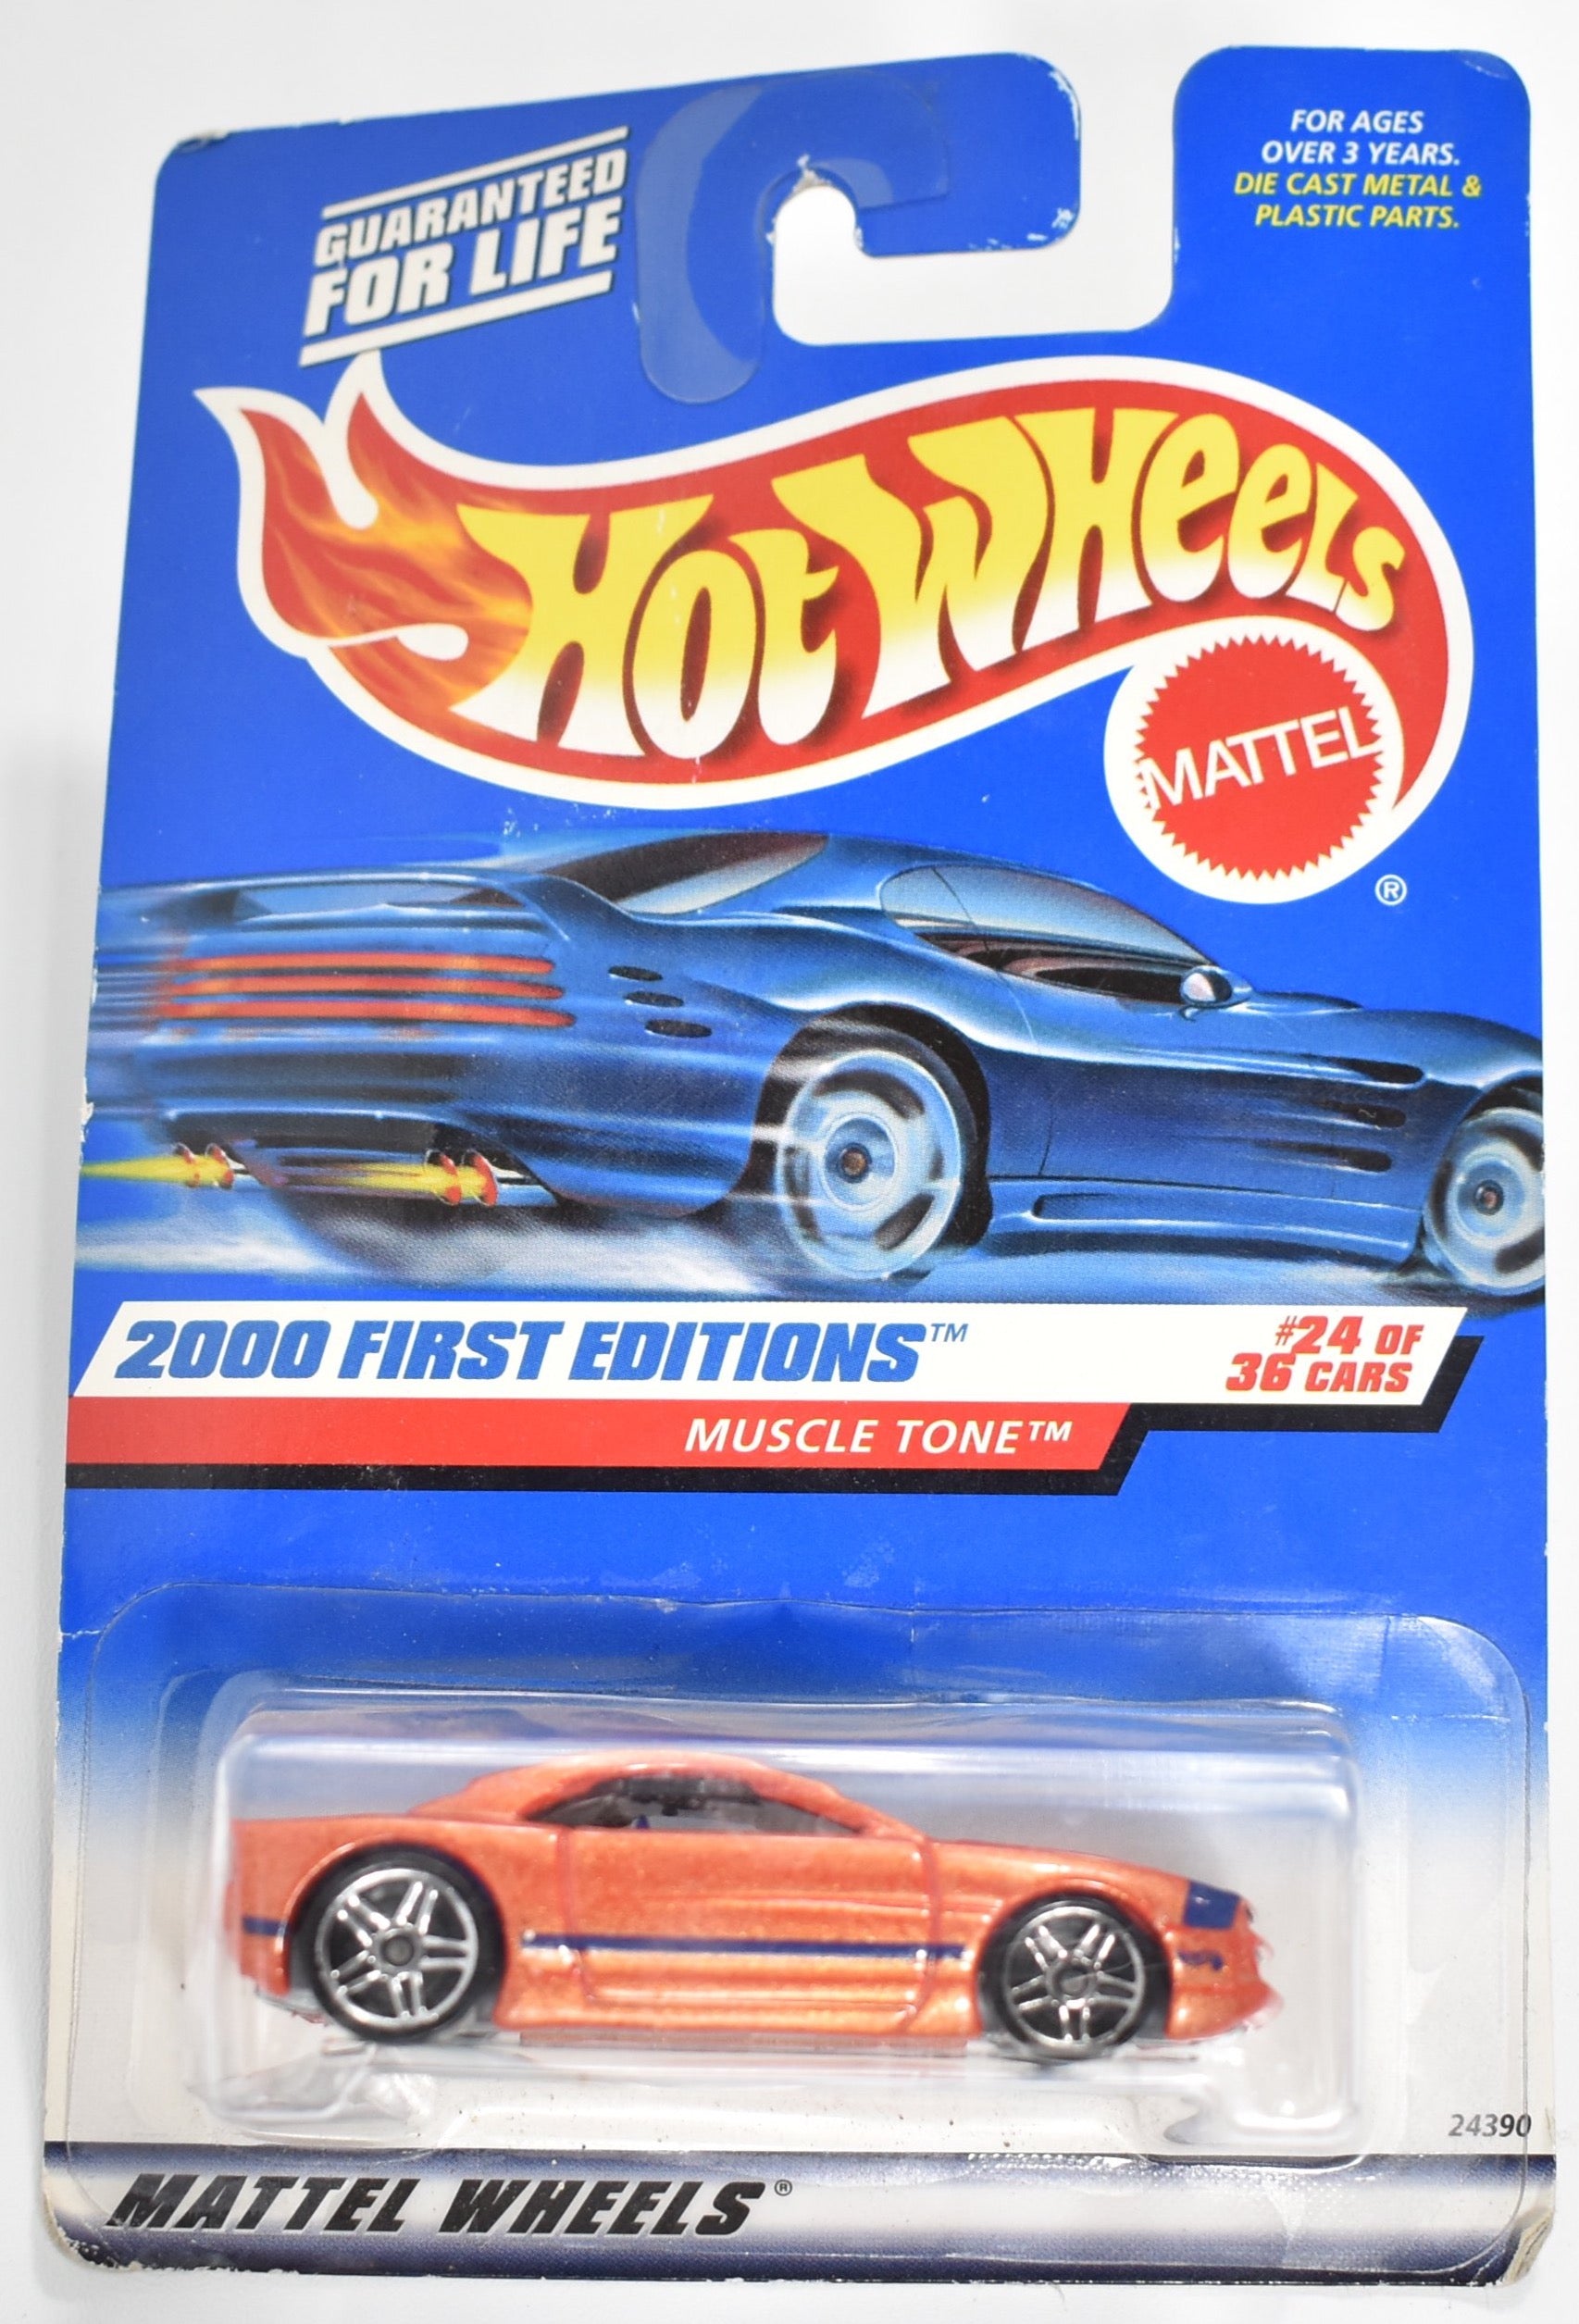 GUARANTEED
FOR LIFE
FOR AGES
OVER 3 YEARS.
DIE CAST METAL &
PLASTIC PARTS.
HOT WHEELS
MATTEL
®
2000 FIRST EDITIONS™
#24 OF
36 CARS
MUSCLE TONE™
24390
MATTEL WHEELS®